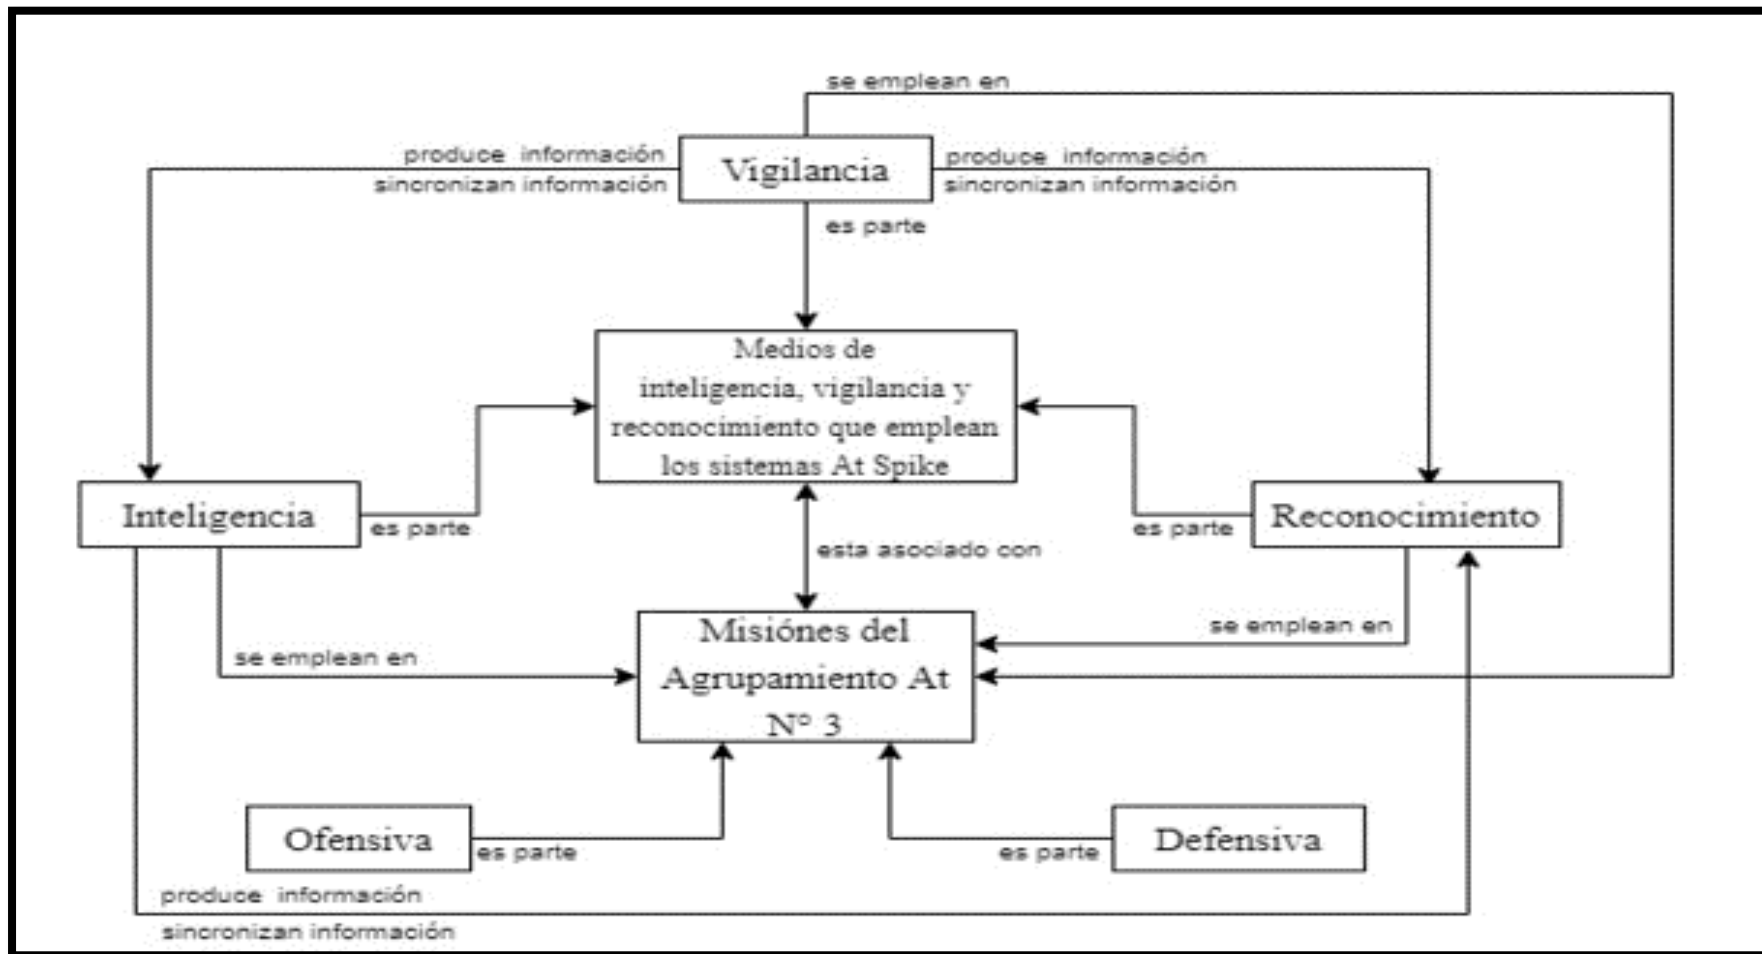 se emplean en
produce información
sincronizan información
Vigilancia
produce información
sincronizan información
es parte
Medios de
inteligencia, vigilancia y
reconocimiento que emplean
los sistemas At Spike
Inteligencia
es parte
es parte
Reconocimiento
esta asociado con
se emplean en
Misiónes del
Agrupamiento At
N° 3
se emplean en
Ofensiva
es parte
es parte
Defensiva
produce información
sincronizan información